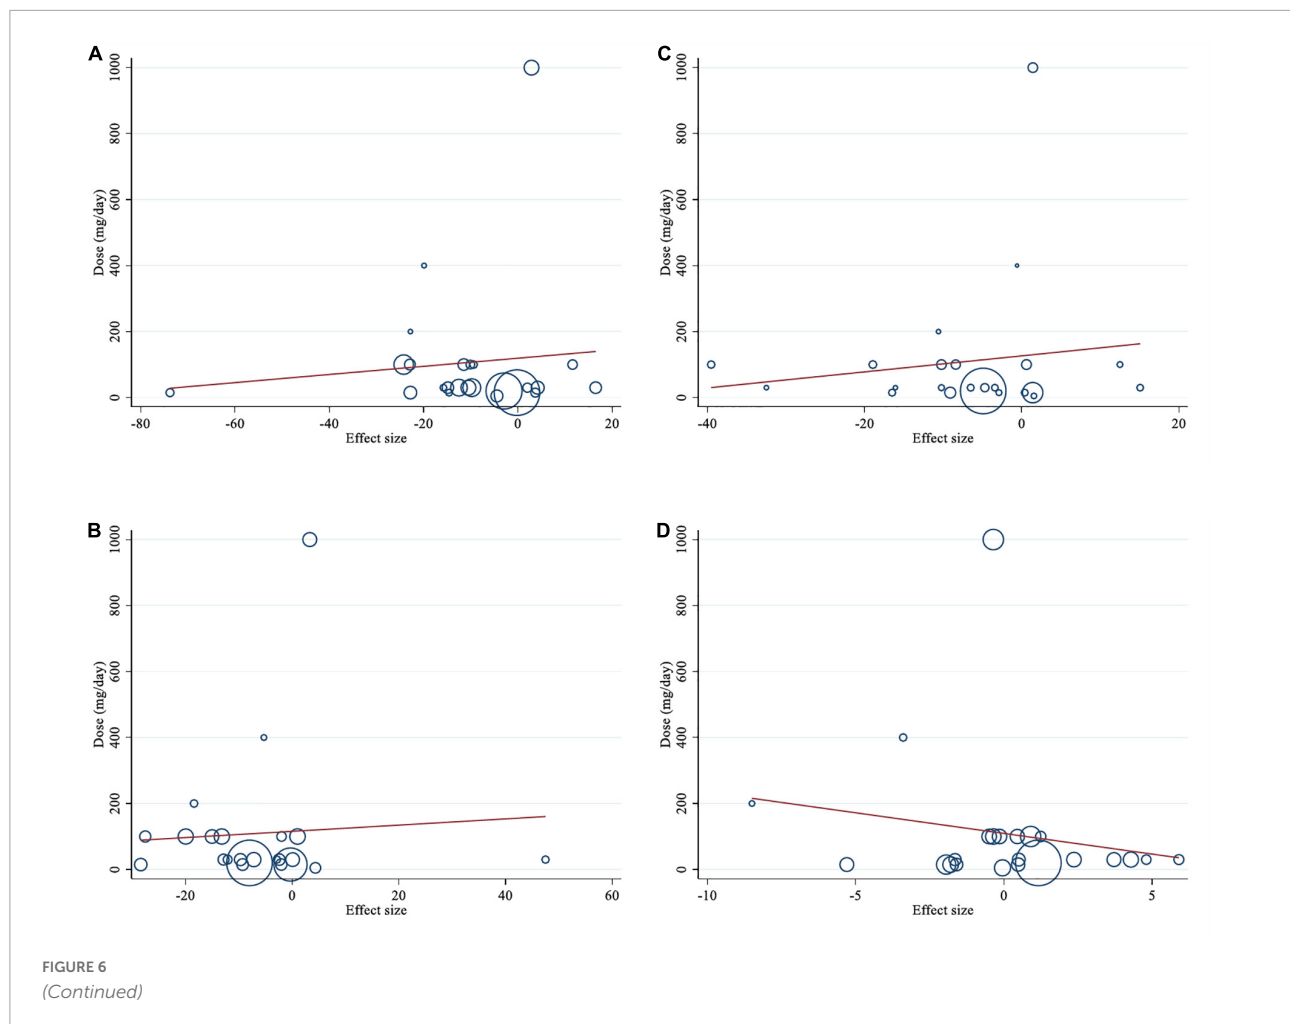 A
1000
800
600
400
200
0
Dose (mg/day)
-80 -60 -40 -20 0 20
Effect size
C
1000
800
600
400
200
0
Dose (mg/day)
-40 -20 0 20
Effect size
B
1000
800
600
400
200
0
Dose (mg/day)
-20 0 20 40 60
Effect size
D
1000
800
600
400
200
0
Dose (mg/day)
-10 -5 0 5
Effect size
FIGURE 6
(Continued)